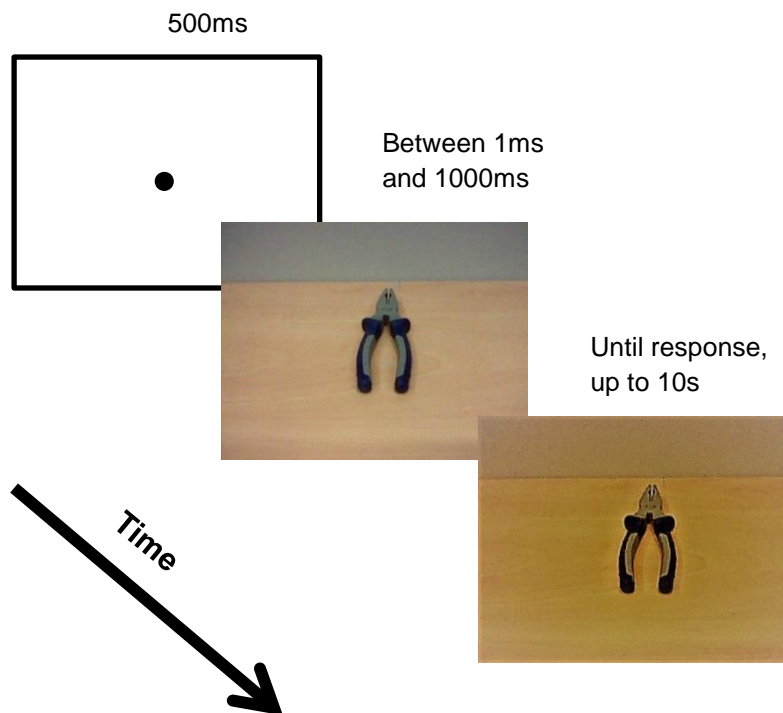 500ms
Between 1ms
and 1000ms
Until response,
up to 10s
Time